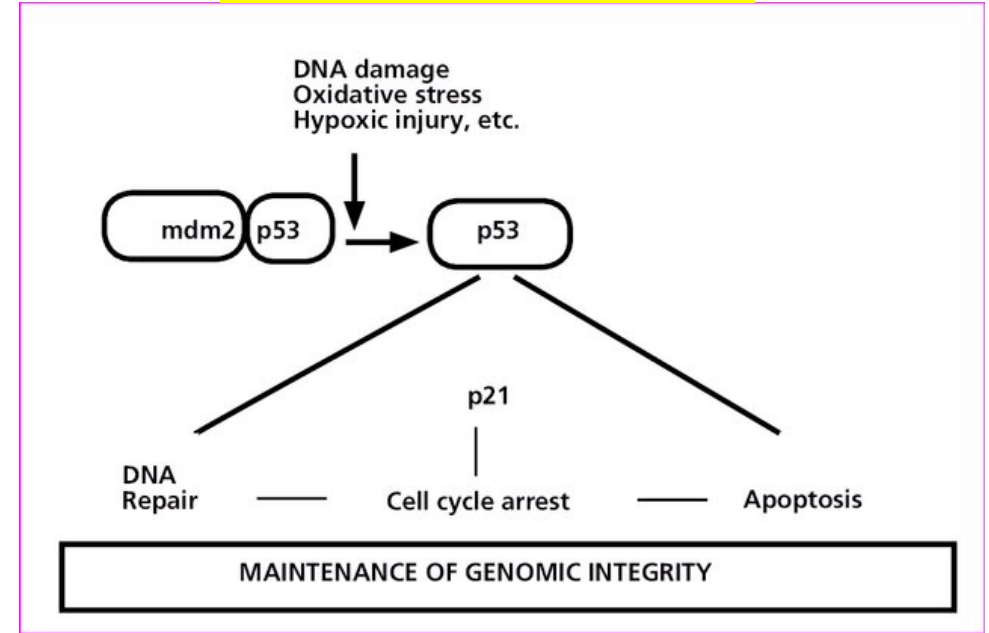 DNA damage
Oxidative stress
Hypoxic injury, etc.
mdm2 p53
p53
p21
DNA
Repair
Cell cycle arrest
Apoptosis
MAINTENANCE OF GENOMIC INTEGRITY